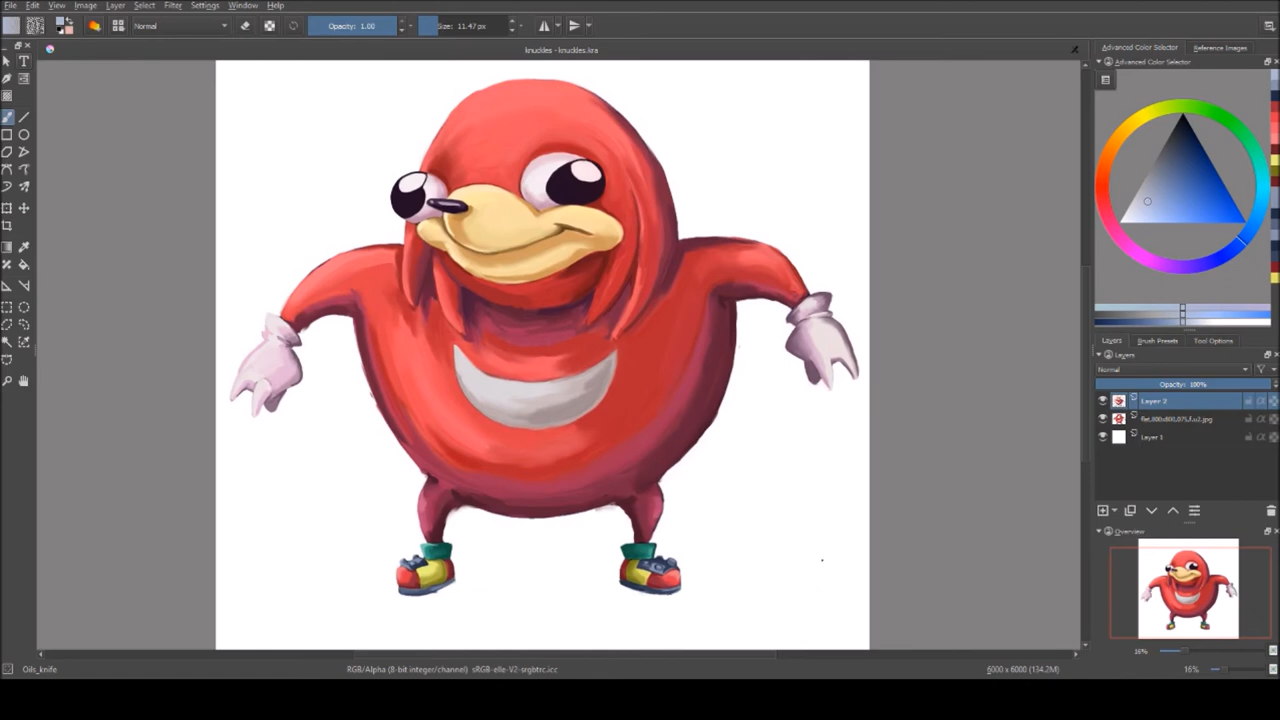 File Edit View Image Layer Select Filter Settings Window Help
Normal Opacity: 1.00 Size: 11.47 px
knuckles - knuckles.kra
Advanced Color Selector Reference Images
Advanced Color Selector
Layers Brush Presets Tool Options
Layers
Normal
Opacity: 100%
Layer 2
Layer 1
Overview
16%
Oils_knife RGB/Alpha (8-bit integer/channel) sRGB-elle-V2-srgbtrc.icc 6000 x 6000 (134.2M) 16%